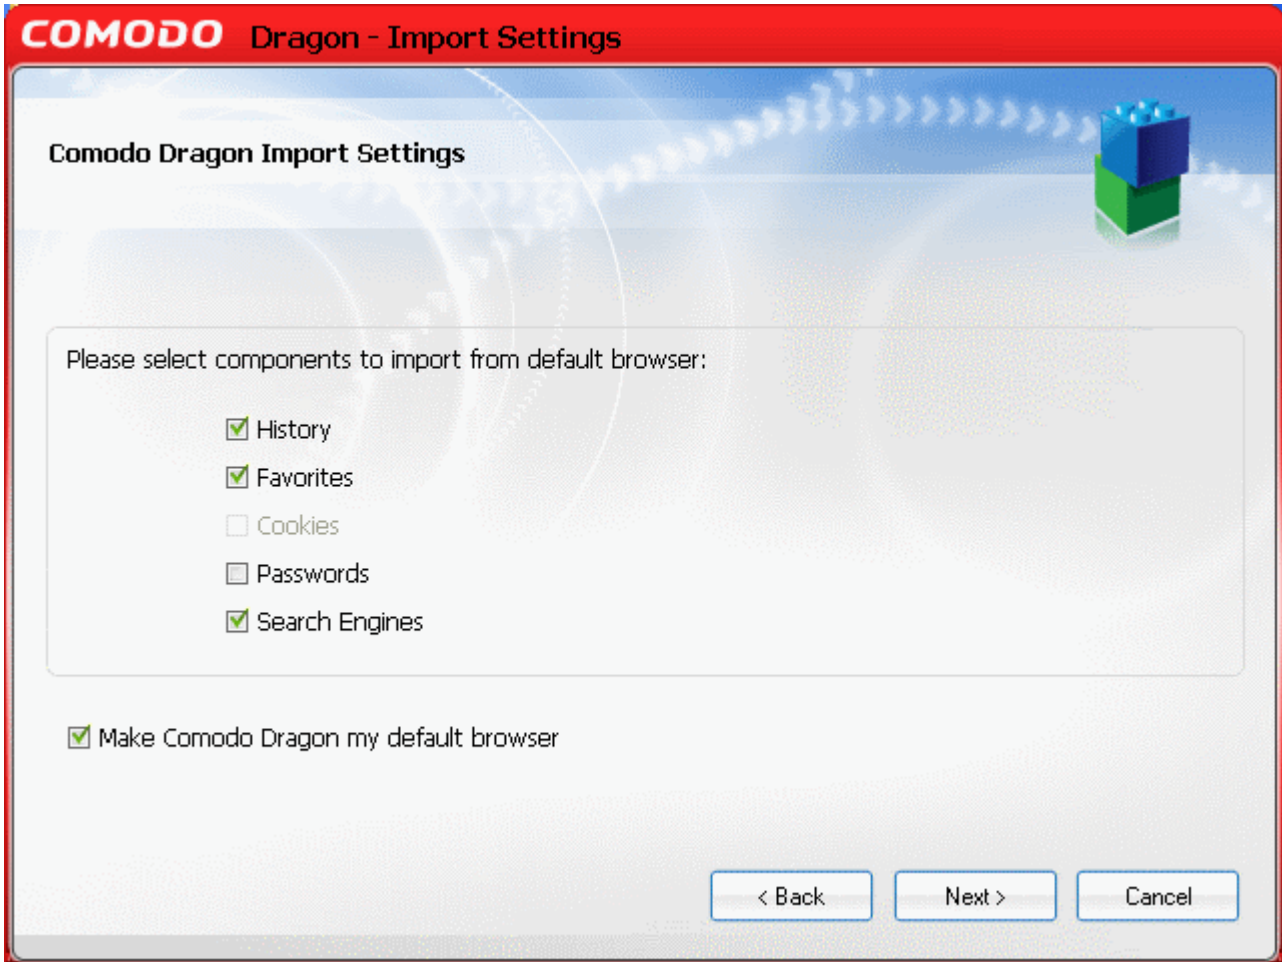 COMODO Dragon - Import Settings
Comodo Dragon Import Settings
Please select components to import from default browser:
History
Favorites
Cookies
Passwords
Search Engines
Make Comodo Dragon my default browser
< Back Next > Cancel